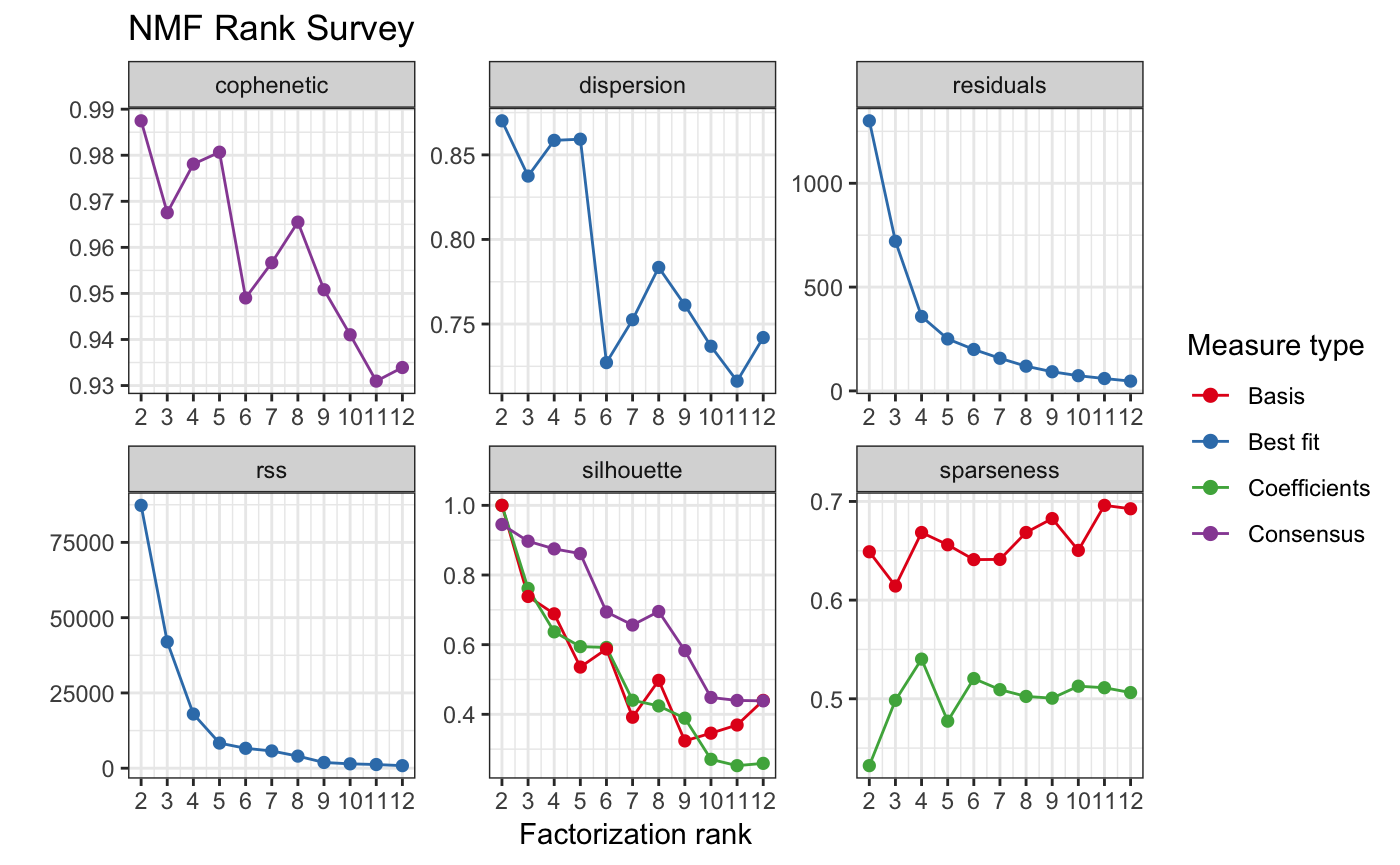 NMF Rank Survey
cophenetic
0.99
0.98
0.97
0.96
0.95
0.94
0.93
2 3 4 5 6 7 8 9 10 11 12
dispersion
0.85
0.80
0.75
2 3 4 5 6 7 8 9 10 11 12
residuals
1000
500
0
2 3 4 5 6 7 8 9 10 11 12
rss
75000
50000
25000
0
2 3 4 5 6 7 8 9 10 11 12
silhouette
1.0
0.8
0.6
0.4
2 3 4 5 6 7 8 9 10 11 12
sparseness
0.7
0.6
0.5
2 3 4 5 6 7 8 9 10 11 12
Factorization rank
Measure type
Basis
Best fit
Coefficients
Consensus